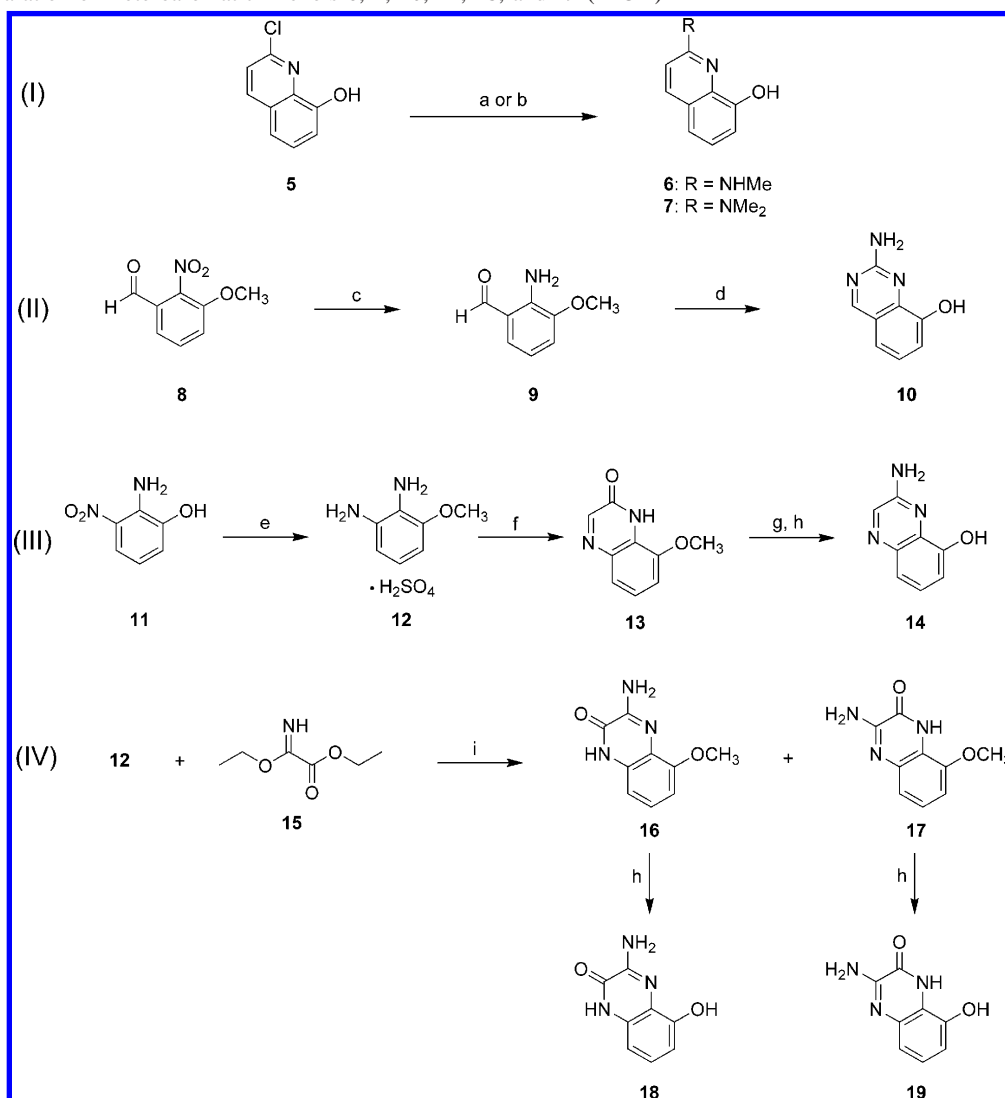 (I)
Cl
N
OH
5
a or b
R
N
OH
6: R = NHMe
7: R = NMe2
(II)
O
H
NO2
OCH3
8
c
O
H
NH2
OCH3
9
d
NH2
N
N
OH
10
(III)
NH2
O2N
OH
11
e
NH2
NH2
OCH3
• H2SO4
12
f
O
NH
N
OCH3
13
g, h
NH2
N
N
OH
14
(IV)
12
+
NH
O
O
O
15
i
NH2
O
N
HN
OCH3
16
+
O
H2N
NH
N
OCH3
17
h
h
NH2
O
N
HN
OH
18
O
H2N
NH
N
OH
19